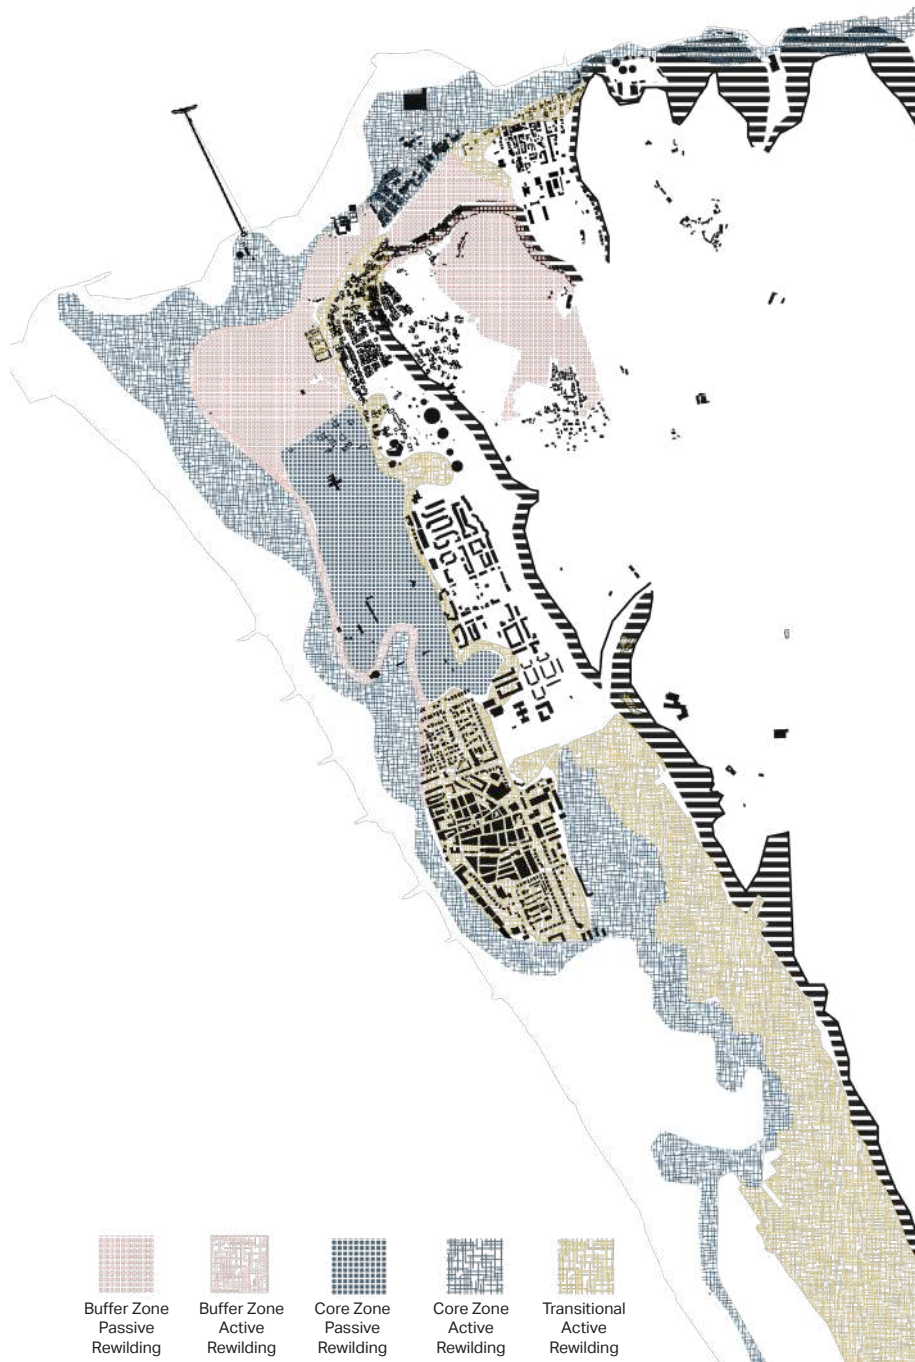 Buffer Zone
Passive
Rewilding
Buffer Zone
Active
Rewilding
Core Zone
Passive
Rewilding
Core Zone
Active
Rewilding
Transitional
Active
Rewilding